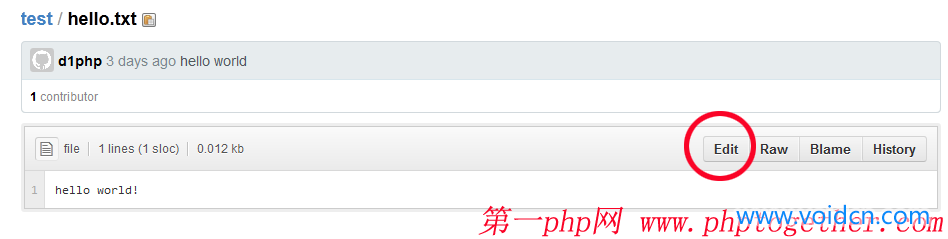 test / hello.txt
d1php 3 days ago hello world
1 contributor
file 1 lines (1 sloc) 0.012 kb Edit Raw Blame History
1 hello world!
第一php网 www.phptogether.com
www.voidcn.com